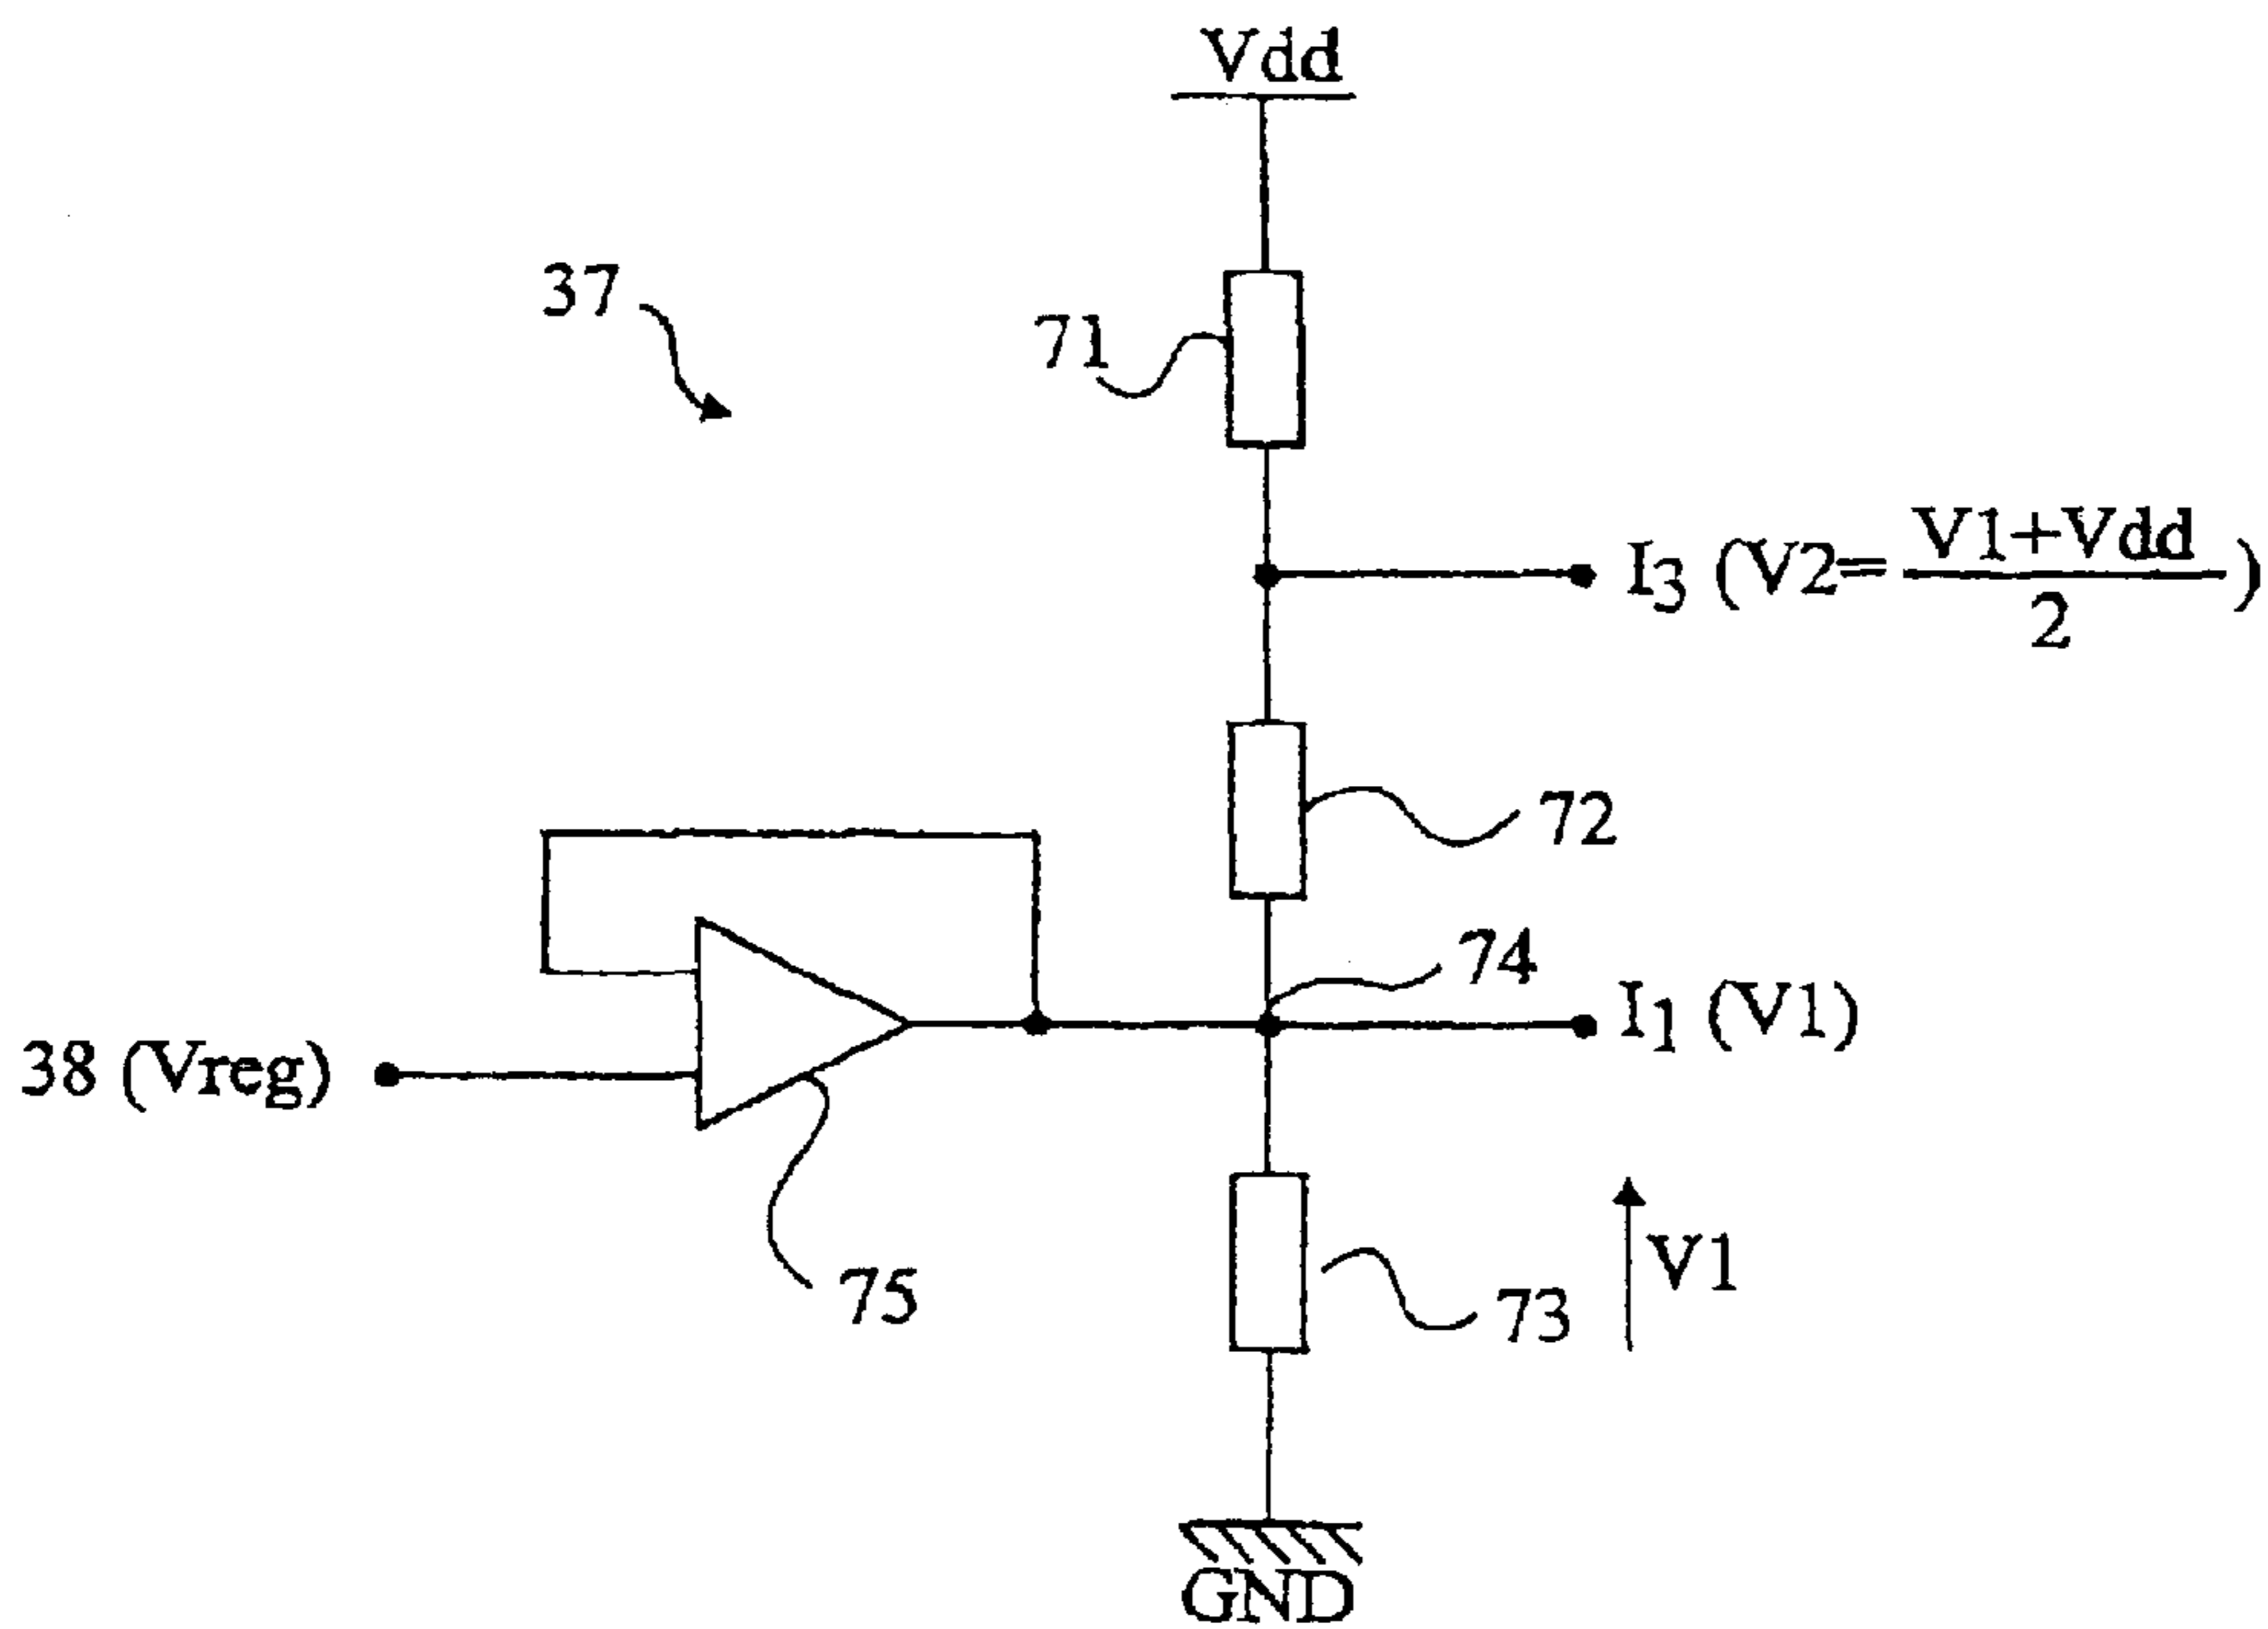 Vdd
37
71
I3 (V2= V1+Vdd / 2 )
72
74
I1 (V1)
38 (Vreg)
V1
75
73
GND